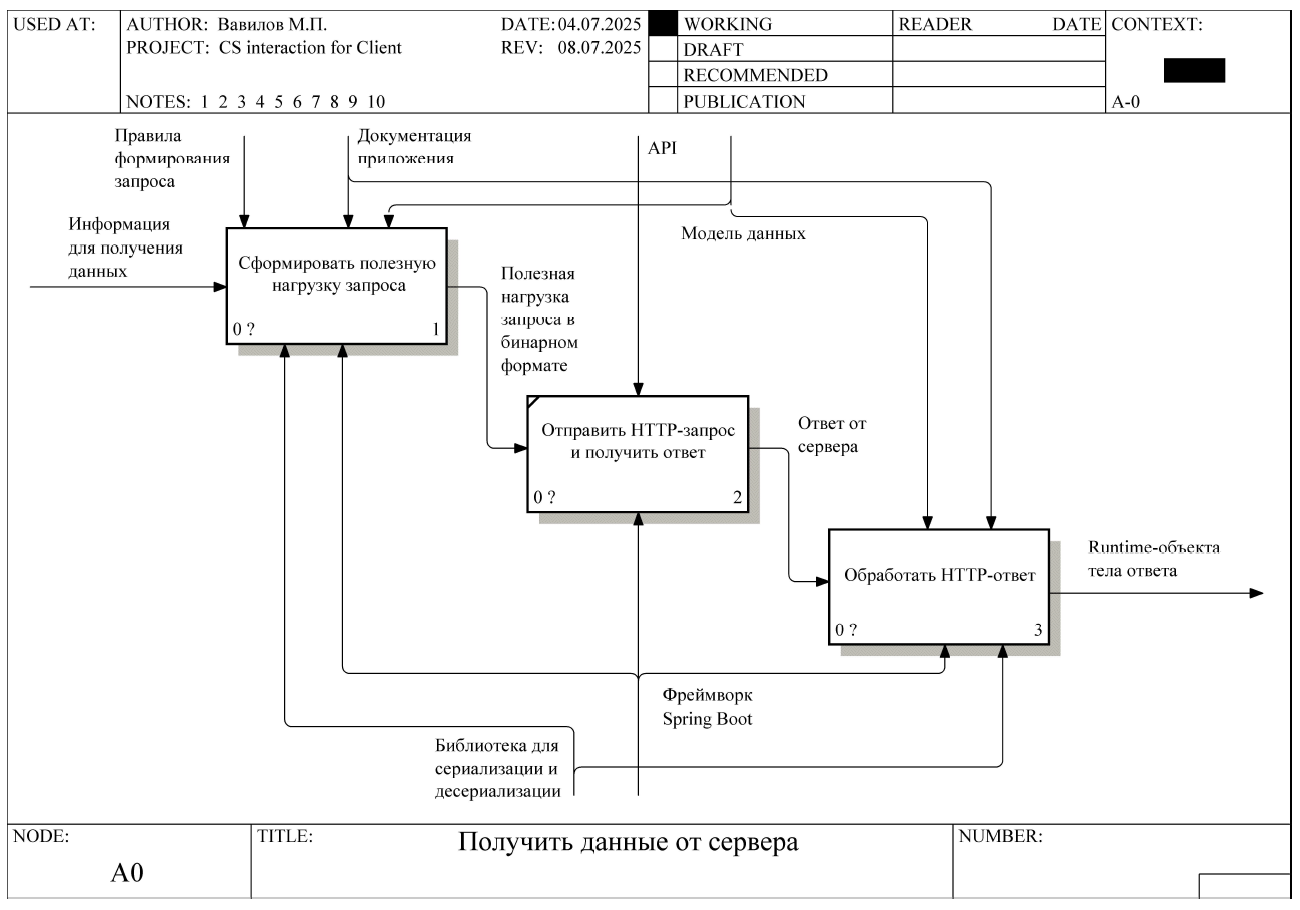 USED AT:
AUTHOR: Вавилов М.П.
DATE: 04.07.2025
PROJECT: CS interaction for Client
REV: 08.07.2025
NOTES: 1 2 3 4 5 6 7 8 9 10
WORKING
DRAFT
RECOMMENDED
PUBLICATION
READER
DATE
CONTEXT:
A-0
Правила
формирования
запроса
Документация
приложения
API
Информация
для получения
данных
Модель данных
Сформировать полезную
нагрузку запроса
0 ?
1
Полезная
нагрузка
запроса в
бинарном
формате
Отправить HTTP-запрос
и получить ответ
0 ?
2
Ответ от
сервера
Обработать HTTP-ответ
0 ?
3
Runtime-объекта
тела ответа
Фреймворк
Spring Boot
Библиотека для
сериализации и
десериализации
NODE:
A0
TITLE:
Получить данные от сервера
NUMBER: